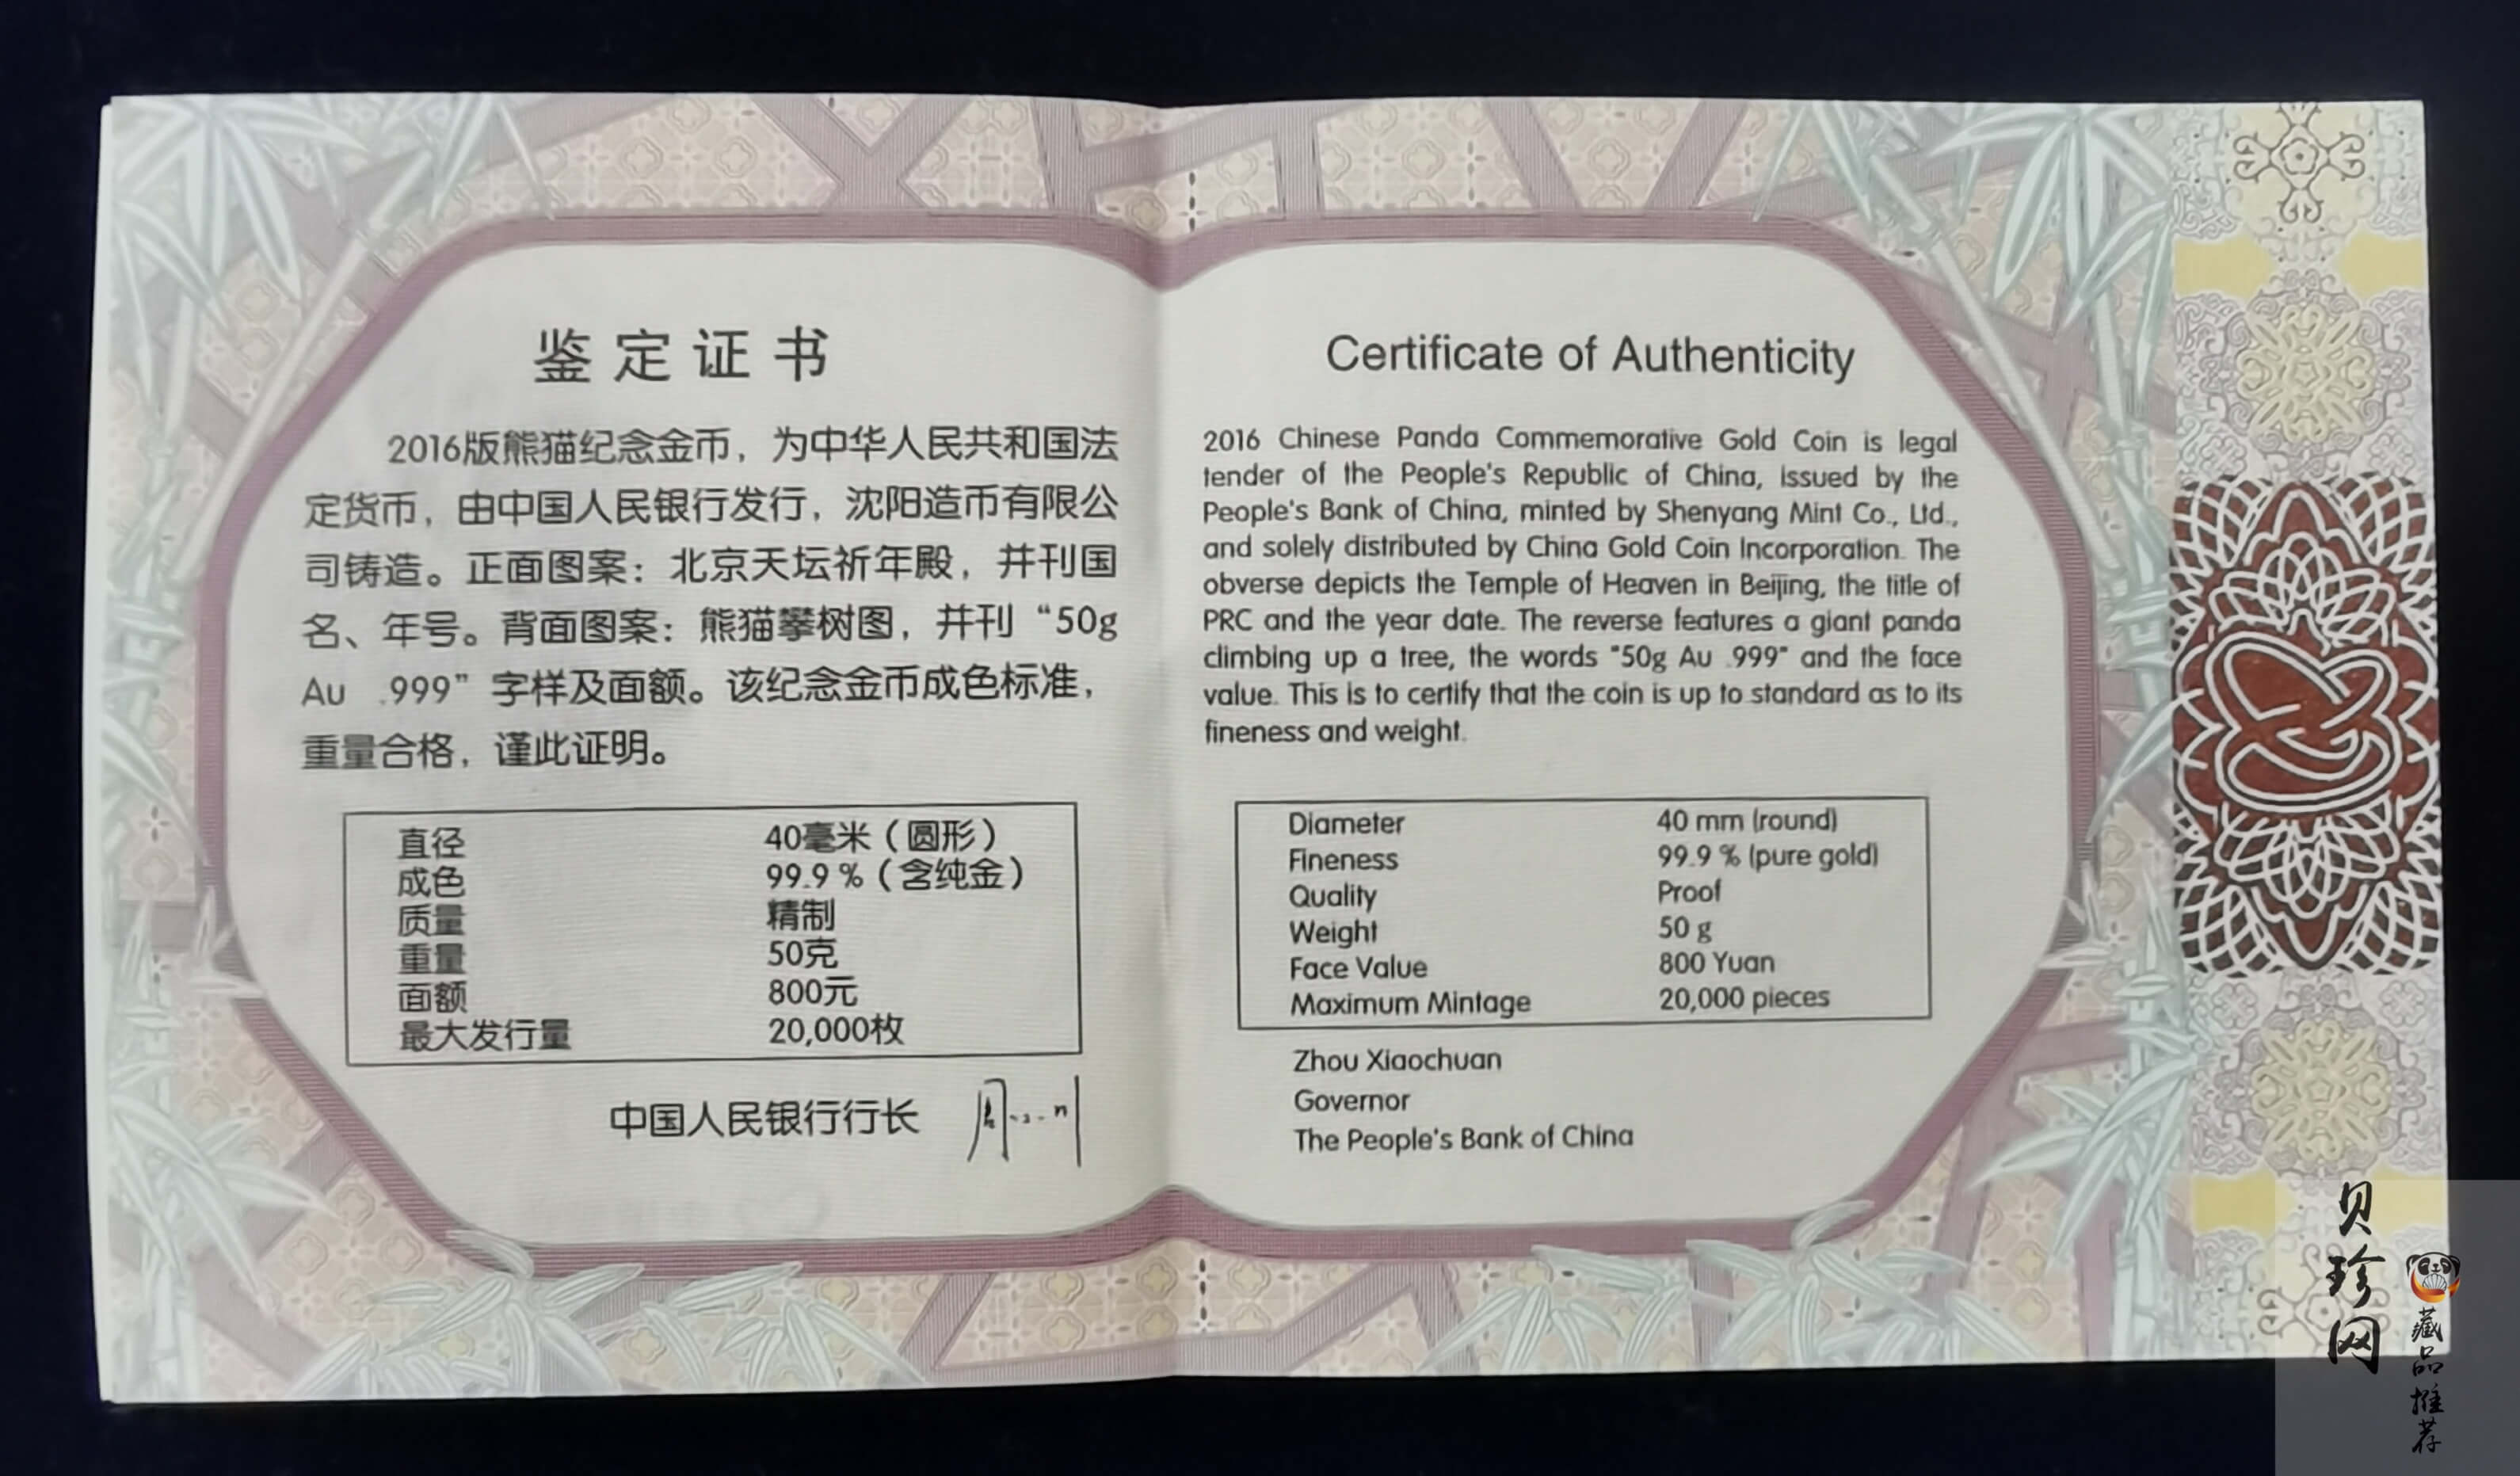 鉴定证书
2016版熊猫纪念金币，为中华人民共和国法
定货币，由中国人民银行发行，沈阳造币有限公
司铸造。正面图案：北京天坛祈年殿，并刊国
名、年号。背面图案：熊猫攀树图，并刊“50g
Au .999”字样及面额。该纪念金币成色标准，
重量合格，谨此证明。
直径 40毫米（圆形）
成色 99.9％（含纯金）
质量 精制
重量 50克
面额 800元
最大发行量 20,000枚
中国人民银行行长
Certificate of Authenticity
2016 Chinese Panda Commemorative Gold Coin is legal
tender of the People's Republic of China, issued by the
People's Bank of China, minted by Shenyang Mint Co., Ltd.,
and solely distributed by China Gold Coin Incorporation. The
obverse depicts the Temple of Heaven in Beijing, the title of
PRC and the year date. The reverse features a giant panda
climbing up a tree, the words "50g Au .999" and the face
value. This is to certify that the coin is up to standard as to its
fineness and weight.
Diameter 40 mm (round)
Fineness 99.9 % (pure gold)
Quality Proof
Weight 50 g
Face Value 800 Yuan
Maximum Mintage 20,000 pieces
Zhou Xiaochuan
Governor
The People's Bank of China
贝珍网
藏品推荐